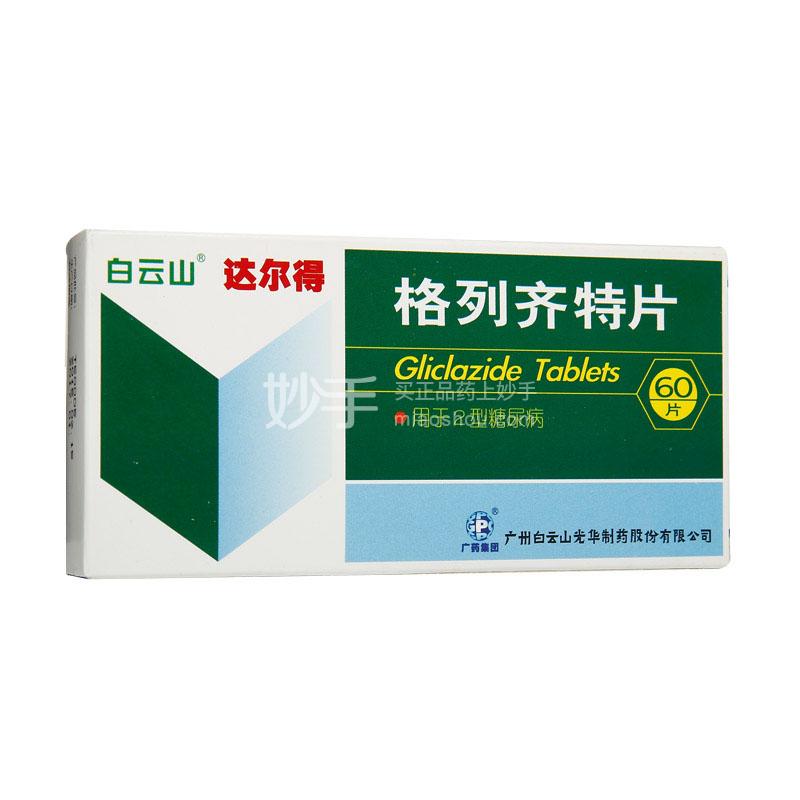 白云山®
达尔得
格列齐特片
Gliclazide Tablets
60
片
用于2型糖尿病
妙手
买正品药上妙手
miaoshou.com
®
广药集团
广州白云山光华制药股份有限公司